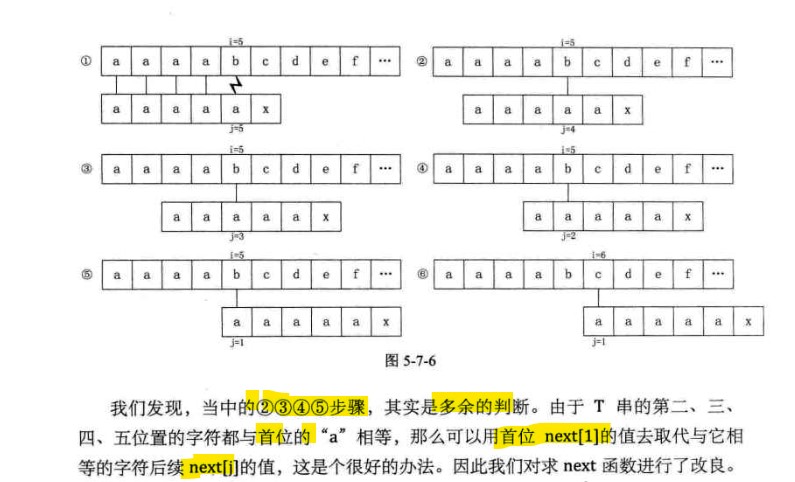 i=5 i=5
① a a a a b c d e f … ② a a a a b c d e f …
a a a a a x a a a a a x
j=5 j=4
i=5 i=5
③ a a a a b c d e f … ④ a a a a b c d e f …
a a a a a x a a a a a x
j=3 j=2
i=5 i=6
⑤ a a a a b c d e f … ⑥ a a a a b c d e f …
a a a a a x a a a a a x
j=1 j=1
图 5-7-6
我们发现，当中的②③④⑤步骤，其实是多余的判断。由于 T 串的第二、三、
四、五位置的字符都与首位的“a”相等，那么可以用首位 next[1]的值去取代与它相
等的字符后续 next[j]的值，这是个很好的办法。因此我们对求 next 函数进行了改良。